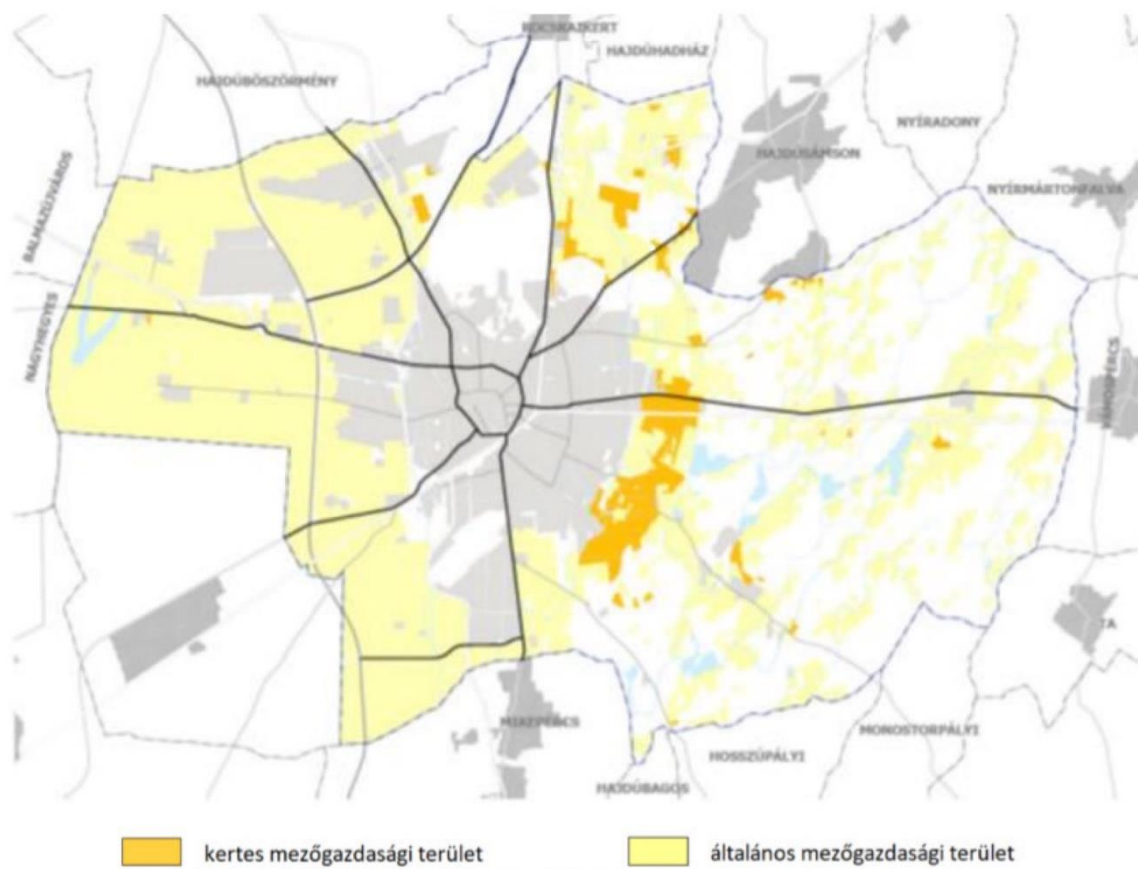 BOCSKAIKERT
HAJDÚHADHÁZ
HAJDÚBÖSZÖRMÉNY
NYÍRADONY
HAJDÚSÁMSON
NYÍRMÁRTONFALVA
BALMAZÚJVÁROS
NAGYHEGYES
VÁMOSPÉRCS
TA
MIKEPÉRCS
MONOSTORPÁLYI
HOSSZÚPÁLYI
HAJDÚBAGOS
kertes mezőgazdasági terület
általános mezőgazdasági terület